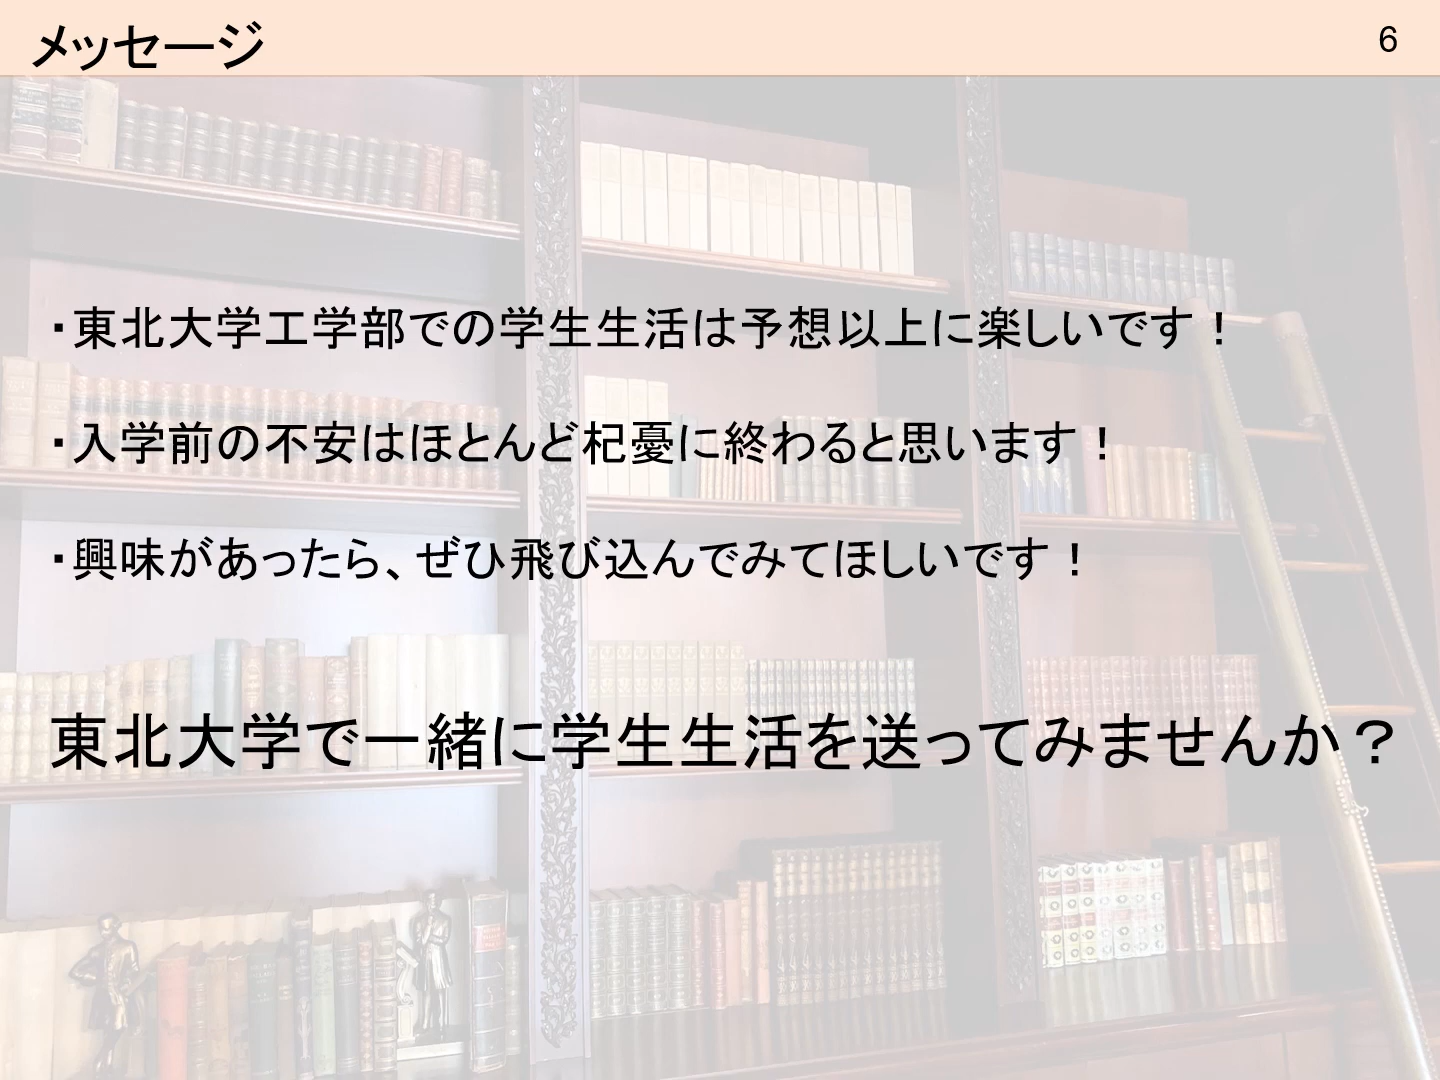 メッセージ
6
・東北大学工学部での学生生活は予想以上に楽しいです！
・入学前の不安はほとんど杞憂に終わると思います！
・興味があったら、ぜひ飛び込んでみてほしいです！
東北大学で一緒に学生生活を送ってみませんか？